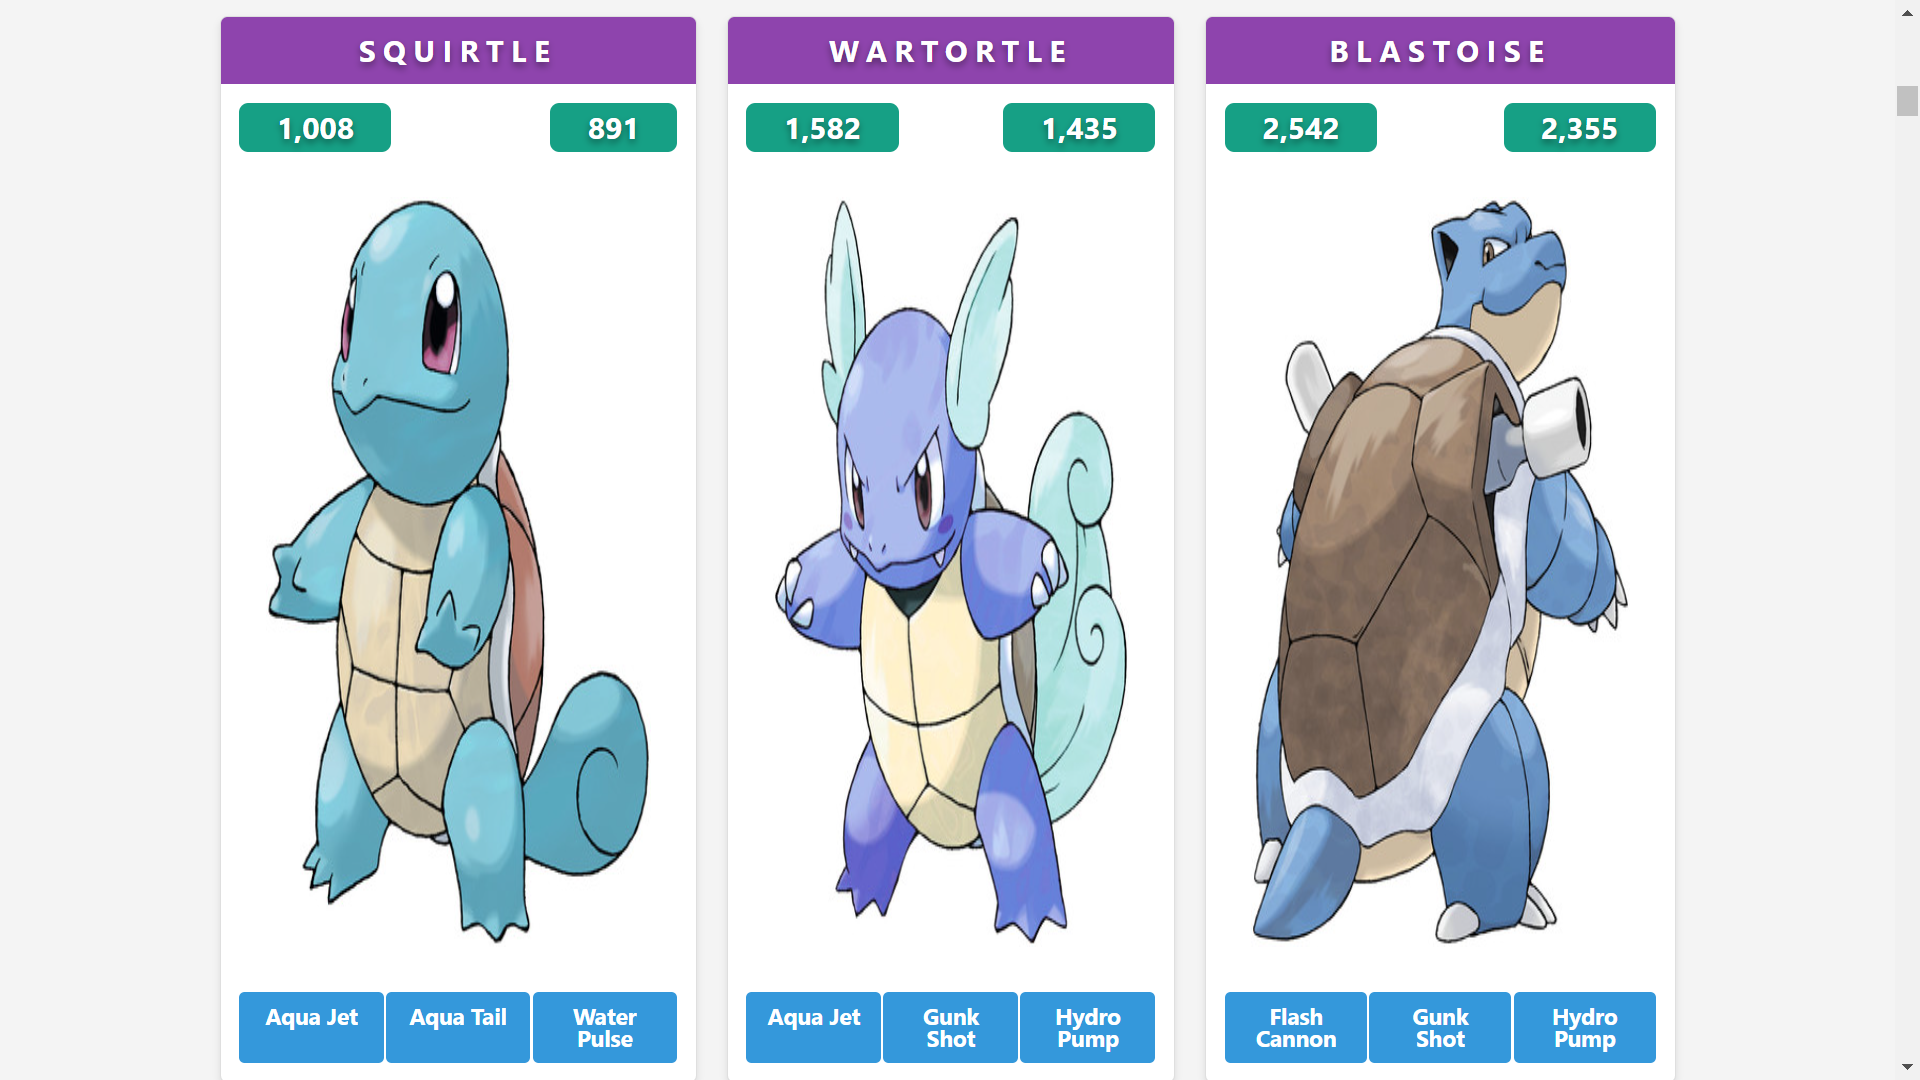 SQUIRTLE
1,008 891
Aqua Jet
Aqua Tail
Water
Pulse
WARTORTLE
1,582 1,435
Aqua Jet
Gunk
Shot
Hydro
Pump
BLASTOISE
2,542 2,355
Flash
Cannon
Gunk
Shot
Hydro
Pump